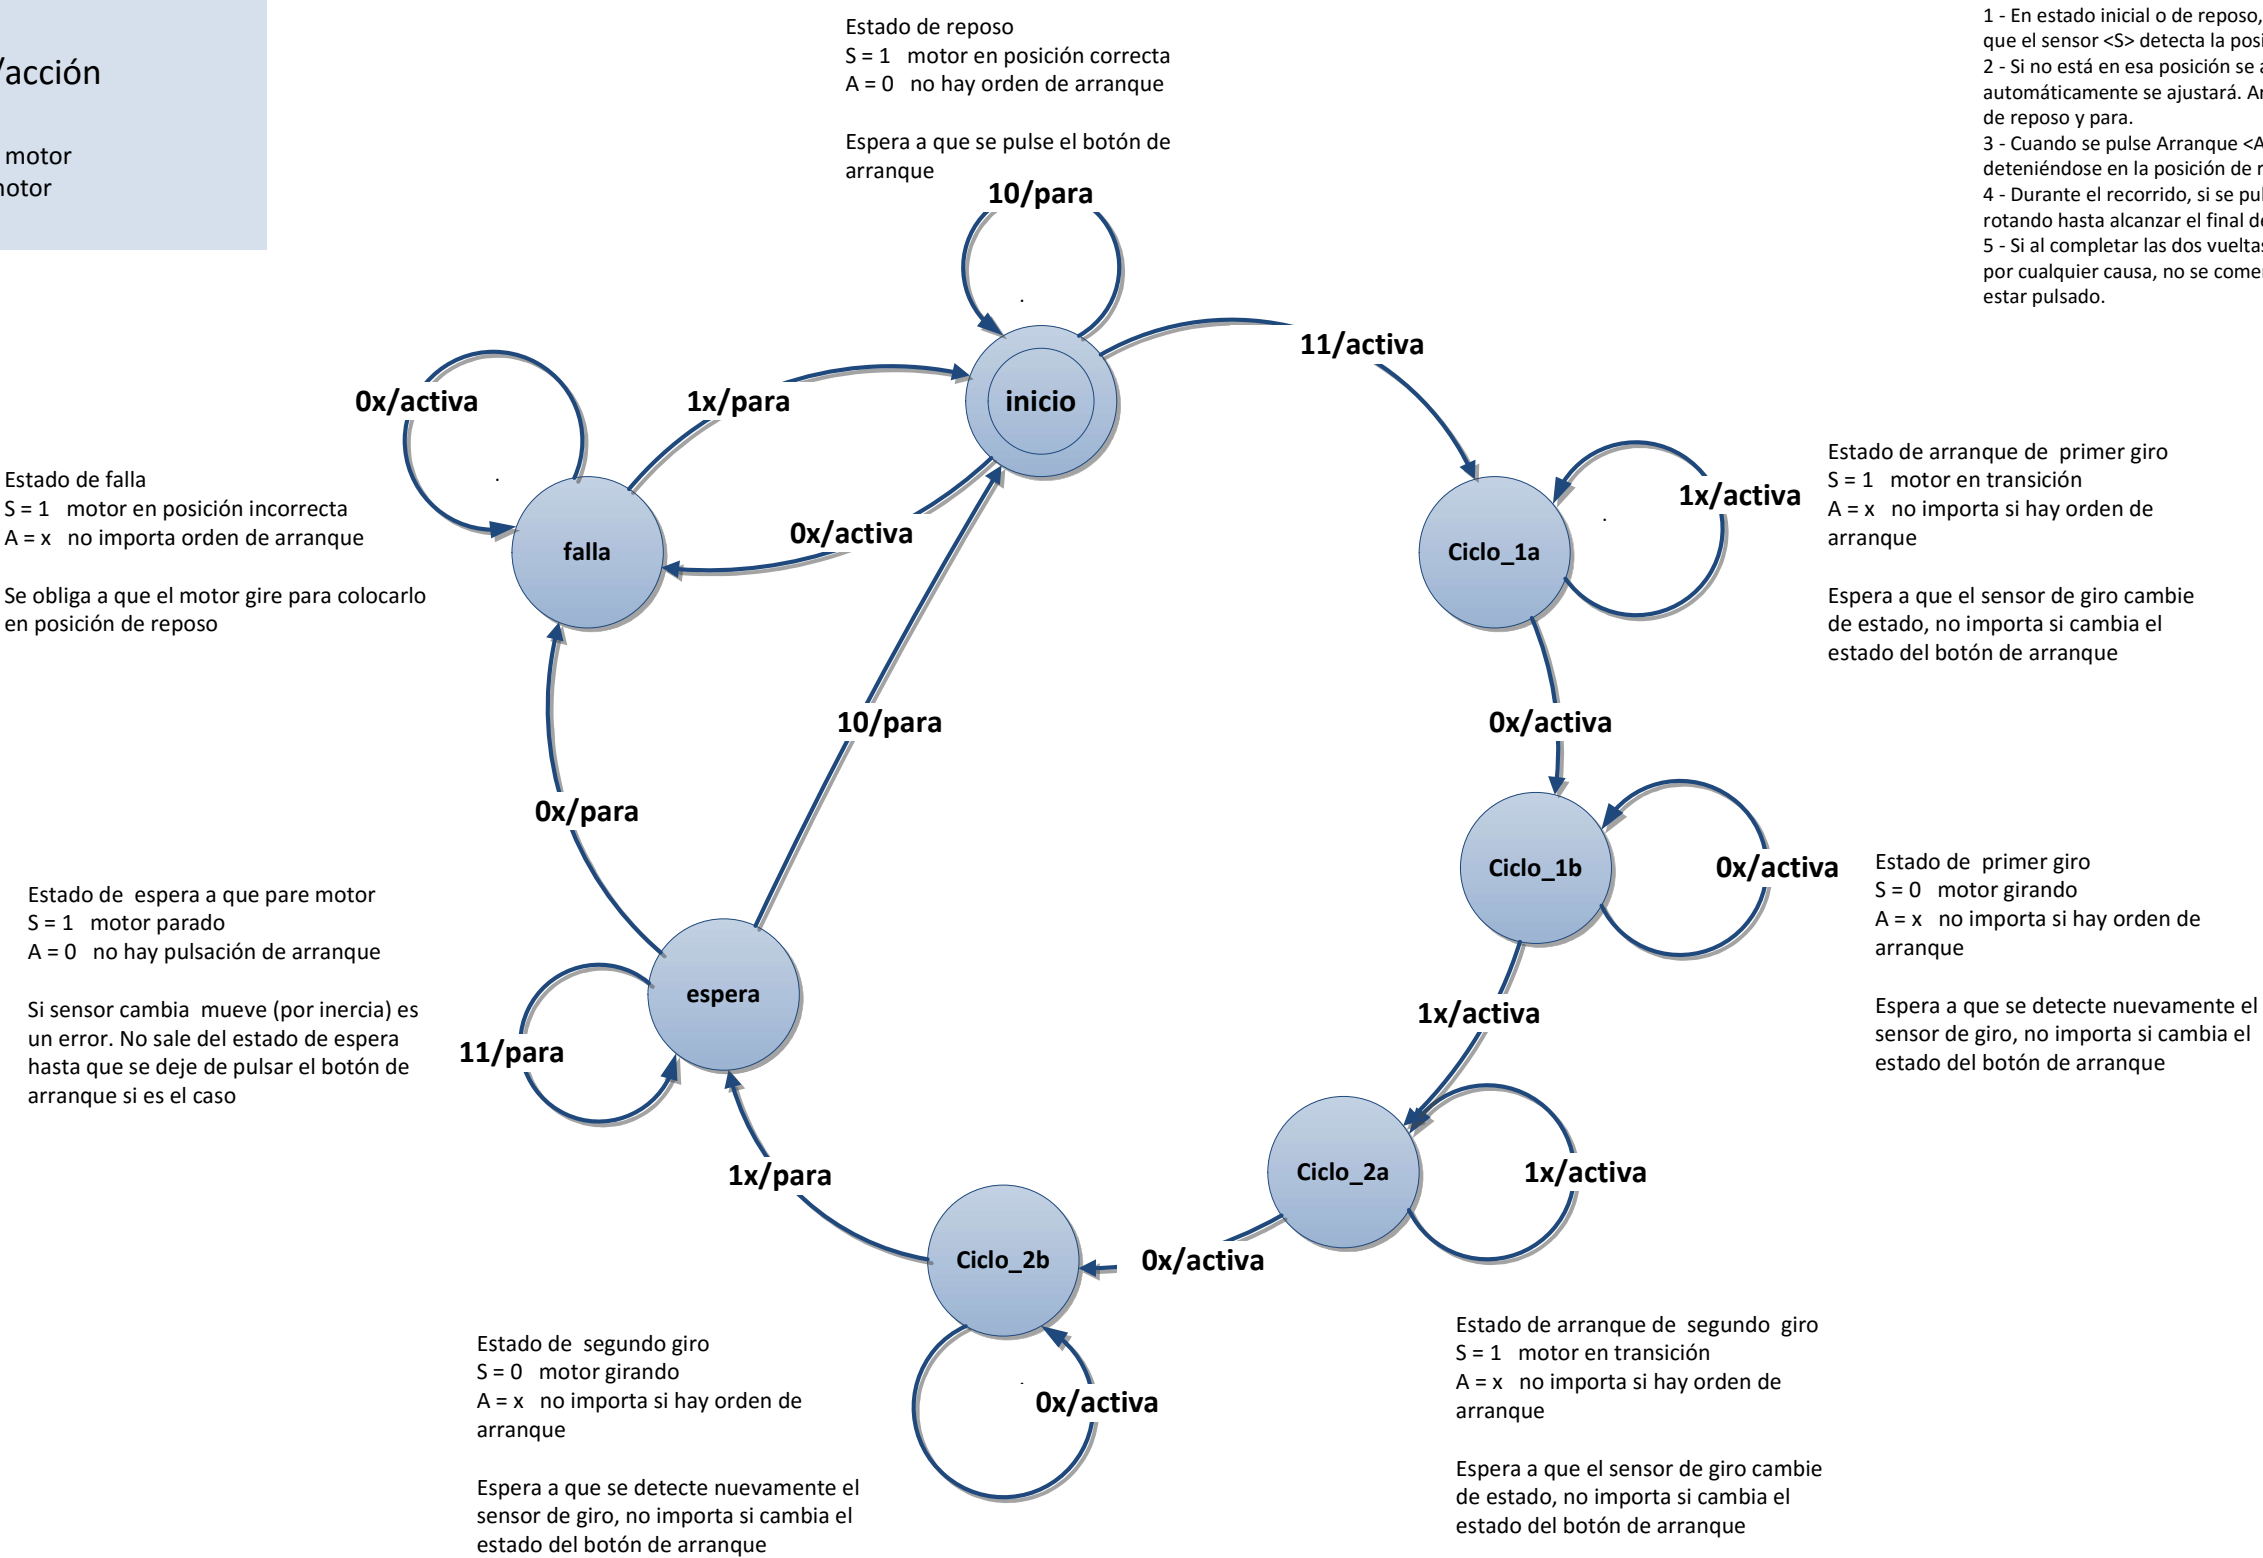 /acción
motor
motor
Estado de reposo
S = 1 motor en posición correcta
A = 0 no hay orden de arranque
Espera a que se pulse el botón de
arranque
1 - En estado inicial o de reposo,
que el sensor <S> detecta la
2 - Si no está en esa posición se
automáticamente se ajustará.
de reposo y para.
3 - Cuando se pulse Arranque
deteniéndose en la posición de
4 - Durante el recorrido, si se
rotando hasta alcanzar el final
5 - Si al completar las dos vueltas
por cualquier causa, no se
estar pulsado.
10/para
inicio
11/activa
0x/activa
1x/para
0x/activa
falla
Estado de falla
S = 1 motor en posición incorrecta
A = x no importa orden de arranque
Se obliga a que el motor gire para colocarlo
en posición de reposo
Ciclo_1a
1x/activa
Estado de arranque de primer giro
S = 1 motor en transición
A = x no importa si hay orden de
arranque
Espera a que el sensor de giro cambie
de estado, no importa si cambia el
estado del botón de arranque
10/para
0x/activa
0x/para
Ciclo_1b
0x/activa
Estado de primer giro
S = 0 motor girando
A = x no importa si hay orden de
arranque
Espera a que se detecte nuevamente el
sensor de giro, no importa si cambia el
estado del botón de arranque
Estado de espera a que pare motor
S = 1 motor parado
A = 0 no hay pulsación de arranque
Si sensor cambia mueve (por inercia) es
un error. No sale del estado de espera
hasta que se deje de pulsar el botón de
arranque si es el caso
espera
11/para
1x/activa
1x/para
Ciclo_2a
1x/activa
Ciclo_2b
0x/activa
0x/activa
Estado de segundo giro
S = 0 motor girando
A = x no importa si hay orden de
arranque
Espera a que se detecte nuevamente el
sensor de giro, no importa si cambia el
estado del botón de arranque
Estado de arranque de segundo giro
S = 1 motor en transición
A = x no importa si hay orden de
arranque
Espera a que el sensor de giro cambie
de estado, no importa si cambia el
estado del botón de arranque